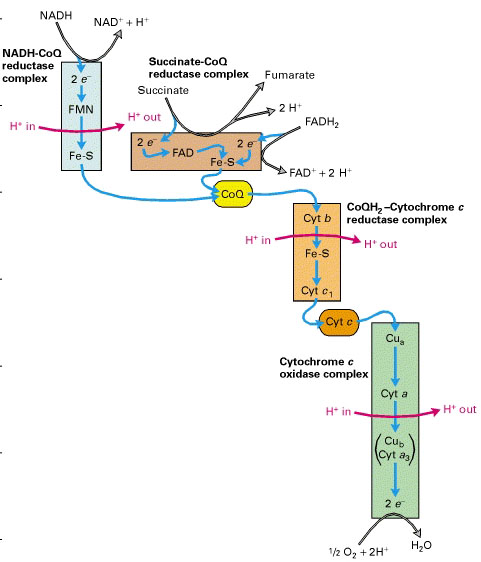 NADH
NAD⁺ + H⁺
NADH-CoQ
reductase
complex
2 e⁻
FMN
Fe-S
H⁺ in
H⁺ out
Succinate-CoQ
reductase complex
Succinate
Fumarate
2 H⁺
FADH₂
2 e⁻
FAD
Fe-S
2 e⁻
FAD⁺ + 2 H⁺
CoQ
CoQH₂–Cytochrome c
reductase complex
Cyt b
H⁺ in
H⁺ out
Fe-S
Cyt c₁
Cyt c
Cytochrome c
oxidase complex
Cuₐ
Cyt a
H⁺ in
H⁺ out
(Cu_b
Cyt a₃)
2 e⁻
1/2 O₂ + 2H⁺
H₂O